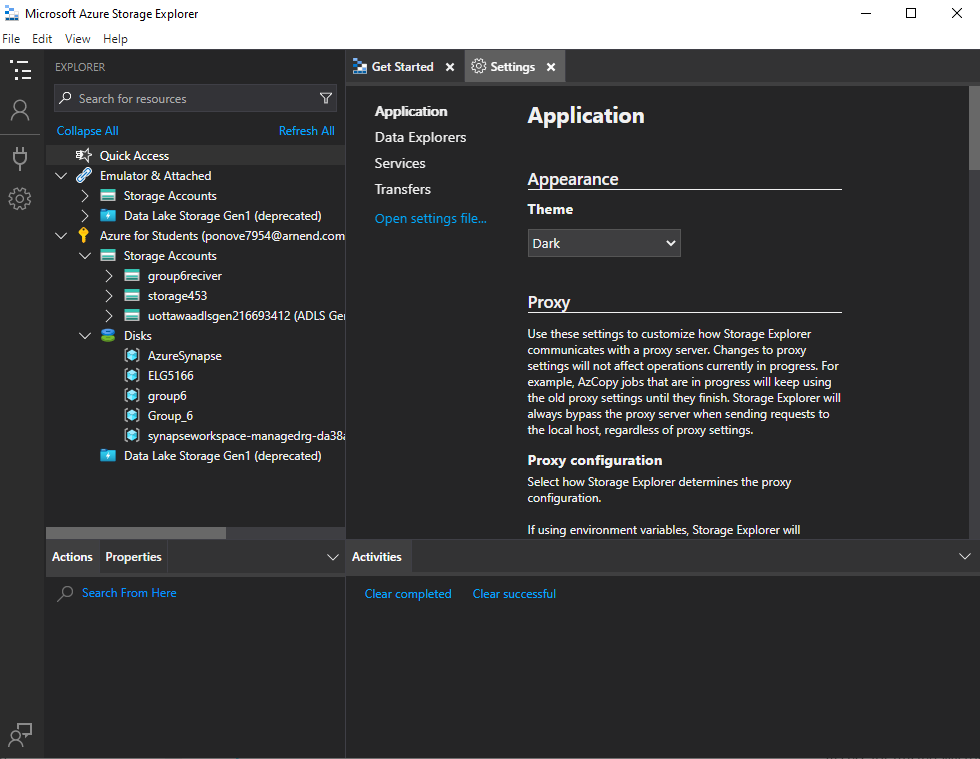 Microsoft Azure Storage Explorer
File Edit View Help
EXPLORER
Search for resources
Collapse All
Refresh All
Quick Access
Emulator & Attached
Storage Accounts
Data Lake Storage Gen1 (deprecated)
Azure for Students (ponove7954@arnend.com
Storage Accounts
group6reciver
storage453
uottawaadlsgen216693412 (ADLS Gen
Disks
AzureSynapse
ELG5166
group6
Group_6
synapseworkspace-managedrg-da38a
Data Lake Storage Gen1 (deprecated)
Actions
Properties
Search From Here
Get Started
Settings
Application
Data Explorers
Services
Transfers
Open settings file...
Application
Appearance
Theme
Dark
Proxy
Use these settings to customize how Storage Explorer
communicates with a proxy server. Changes to proxy
settings will not affect operations currently in progress. For
example, AzCopy jobs that are in progress will keep using
the old proxy settings until they finish. Storage Explorer will
always bypass the proxy server when sending requests to
the local host, regardless of proxy settings.
Proxy configuration
Select how Storage Explorer determines the proxy
configuration.
If using environment variables, Storage Explorer will
Activities
Clear completed
Clear successful